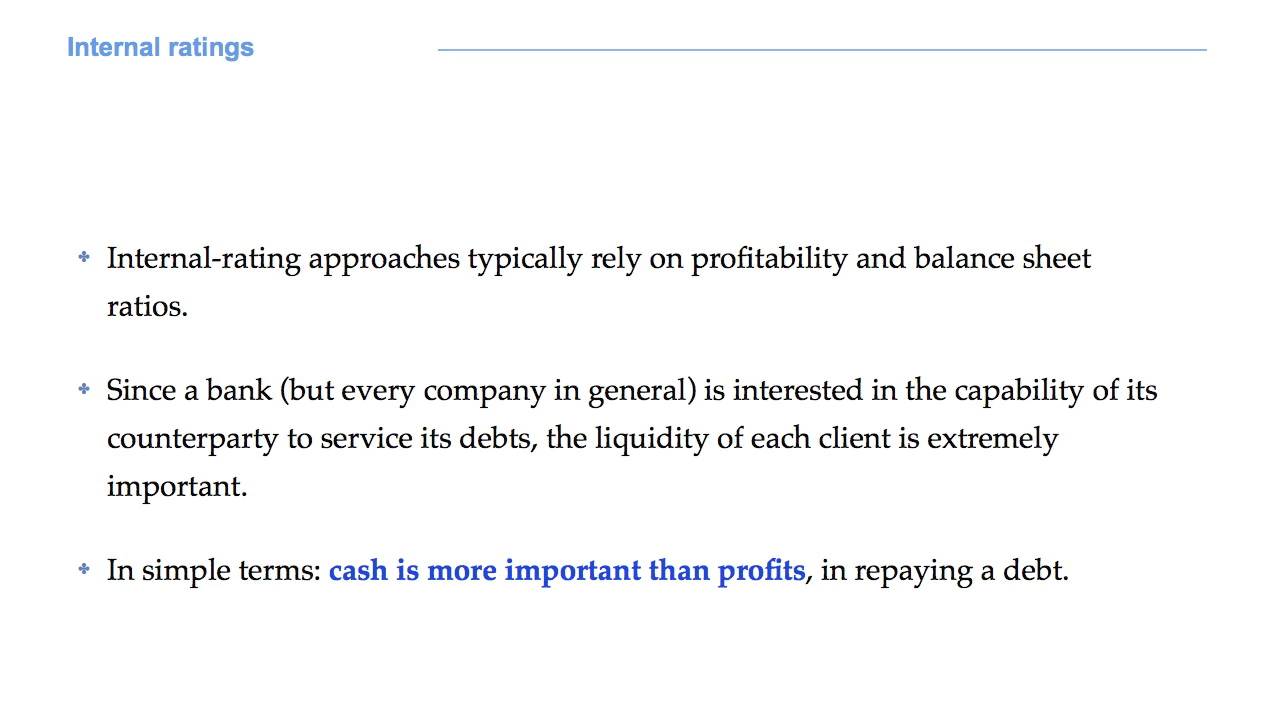 Internal ratings
Internal-rating approaches typically rely on profitability and balance sheet
ratios.
Since a bank (but every company in general) is interested in the capability of its
counterparty to service its debts, the liquidity of each client is extremely
important.
In simple terms: cash is more important than profits, in repaying a debt.